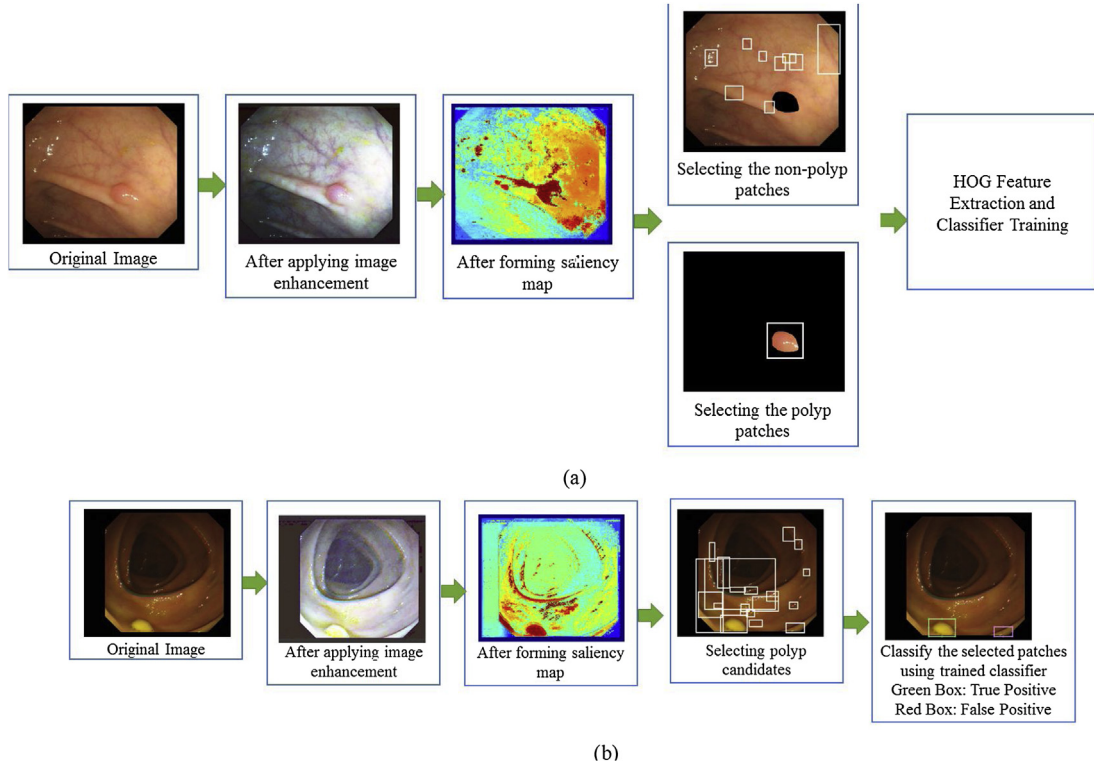 Original Image
After applying image
enhancement
After forming saliency
map
Selecting the non-polyp
patches
Selecting the polyp
patches
HOG Feature
Extraction and
Classifier Training
(a)
Original Image
After applying image
enhancement
After forming saliency
map
Selecting polyp
candidates
Classify the selected patches
using trained classifier
Green Box: True Positive
Red Box: False Positive
(b)